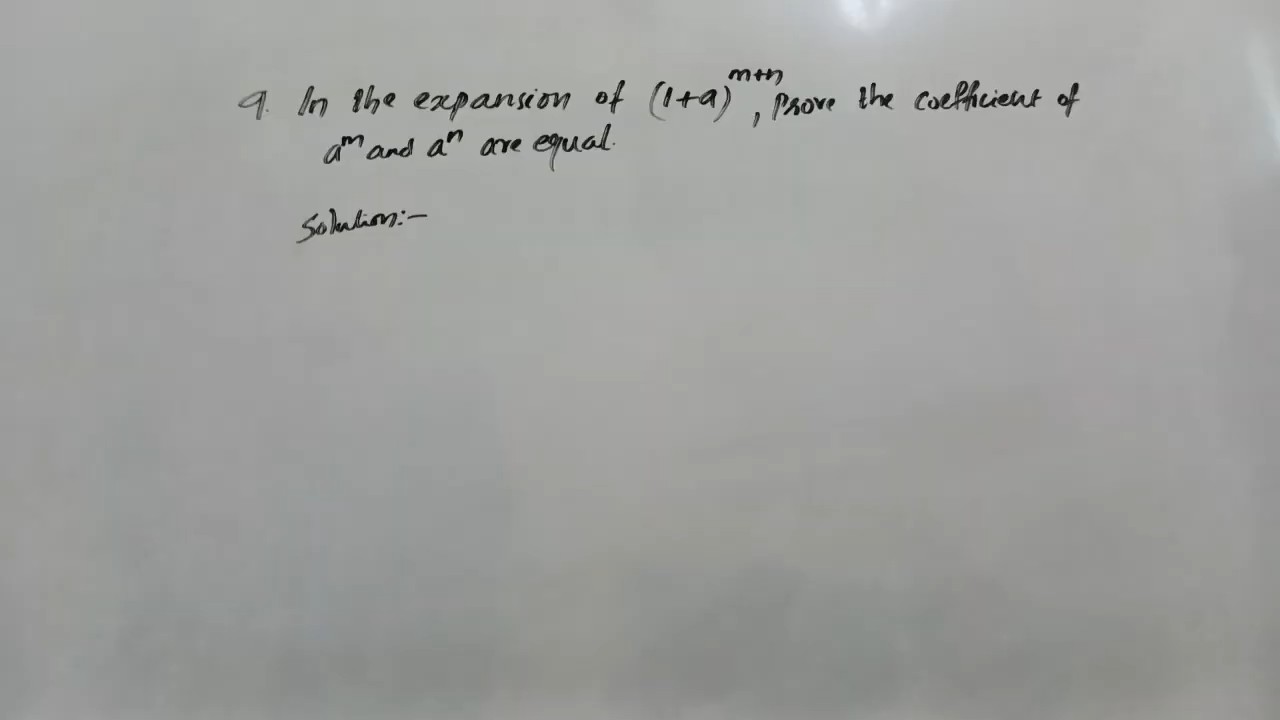 9. In the expansion of (1+a)^{m+n}, Prove the coefficient of
a^m and a^n are equal.
Solution:-